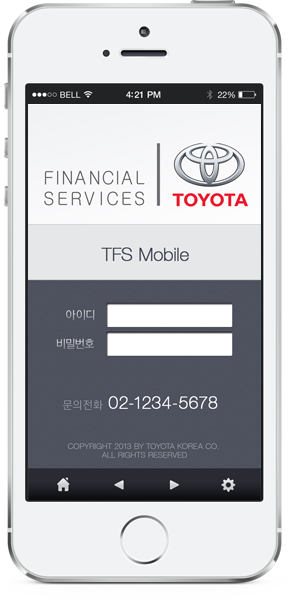 BELL 4:21 PM 22%
FINANCIAL
SERVICES
TOYOTA
TFS Mobile
아이디
비밀번호
문의전화 02-1234-5678
COPYRIGHT 2013 BY TOYOTA KOREA CO.
ALL RIGHTS RESERVED